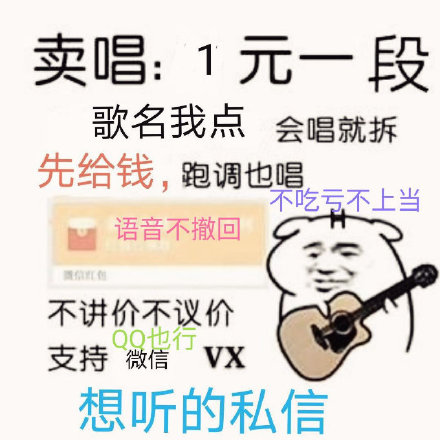 卖唱: 1 元一段
歌名我点 会唱就拆
先给钱, 跑调也唱
不吃亏不上当
语音不撤回
微信红包
不讲价不议价
QQ也行
支持 微信 VX
想听的私信